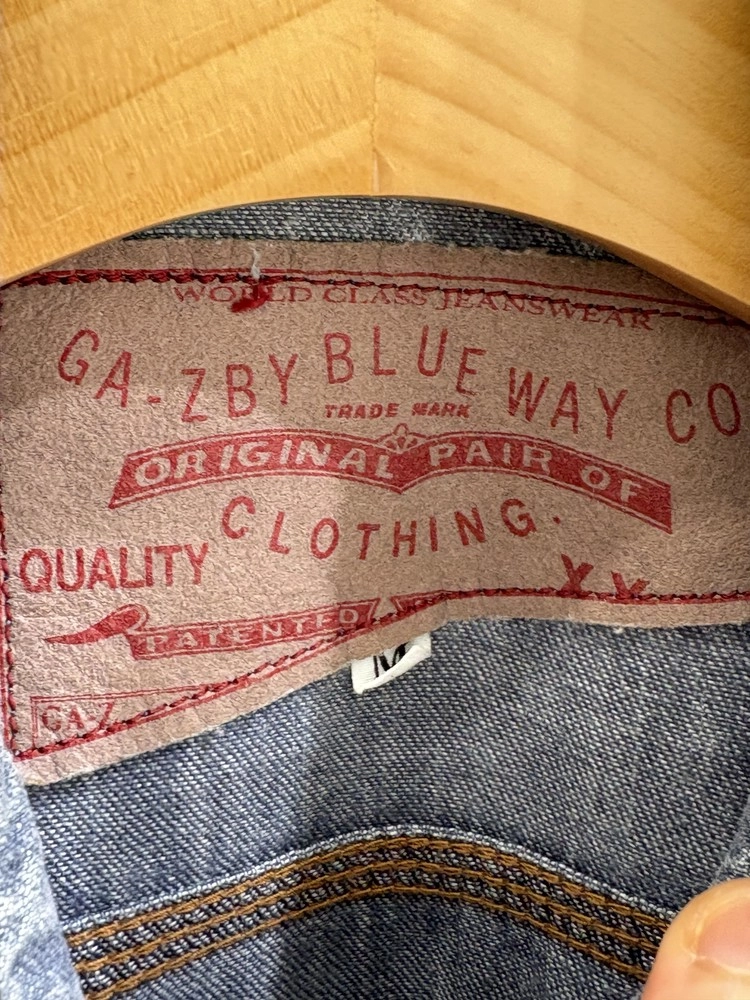 WORLD CLASS JEANSWEAR
GA-ZBY BLUE WAY CO
TRADE MARK
ORIGINAL PAIR OF
CLOTHING.
QUALITY XX
PATENTED
GA-Z
M